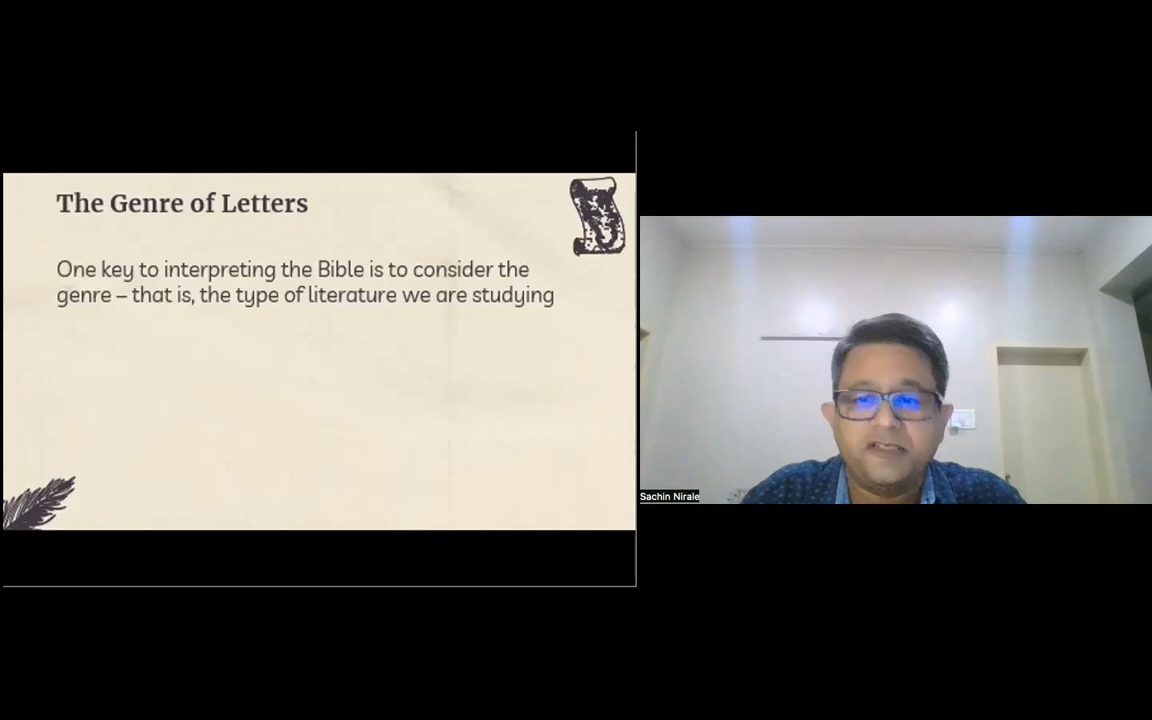 The Genre of Letters
One key to interpreting the Bible is to consider the
genre – that is, the type of literature we are studying
Sachin Nirale